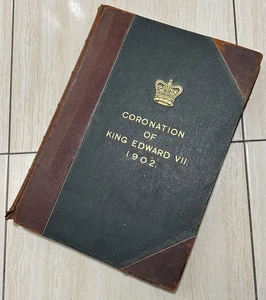 CORONATION
OF
KING EDWARD VII
1902.